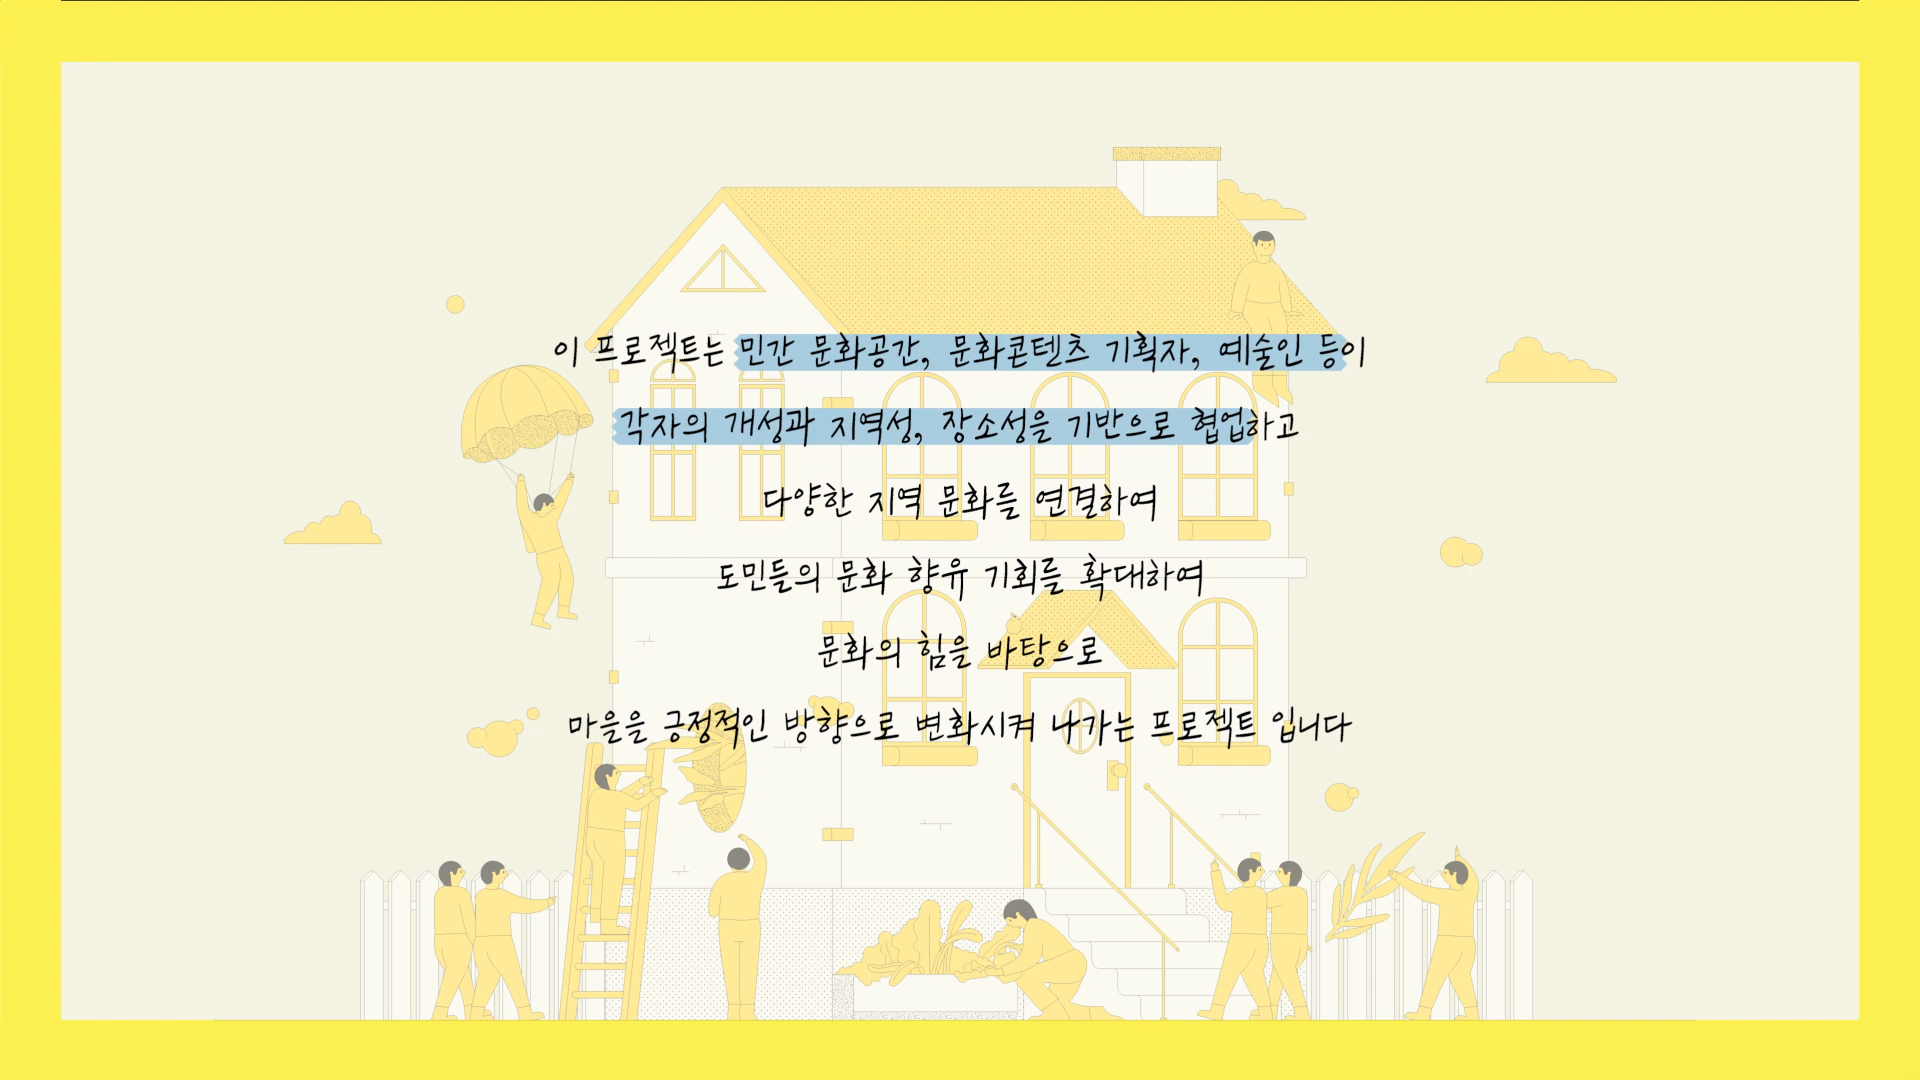 이 프로젝트는 민간 문화공간, 문화콘텐츠 기획자, 예술인 등이
각자의 개성과 지역성, 장소성을 기반으로 협업하고
다양한 지역 문화를 연결하여
도민들의 문화 향유 기회를 확대하여
문화의 힘을 바탕으로
마을을 긍정적인 방향으로 변화시켜 나가는 프로젝트 입니다